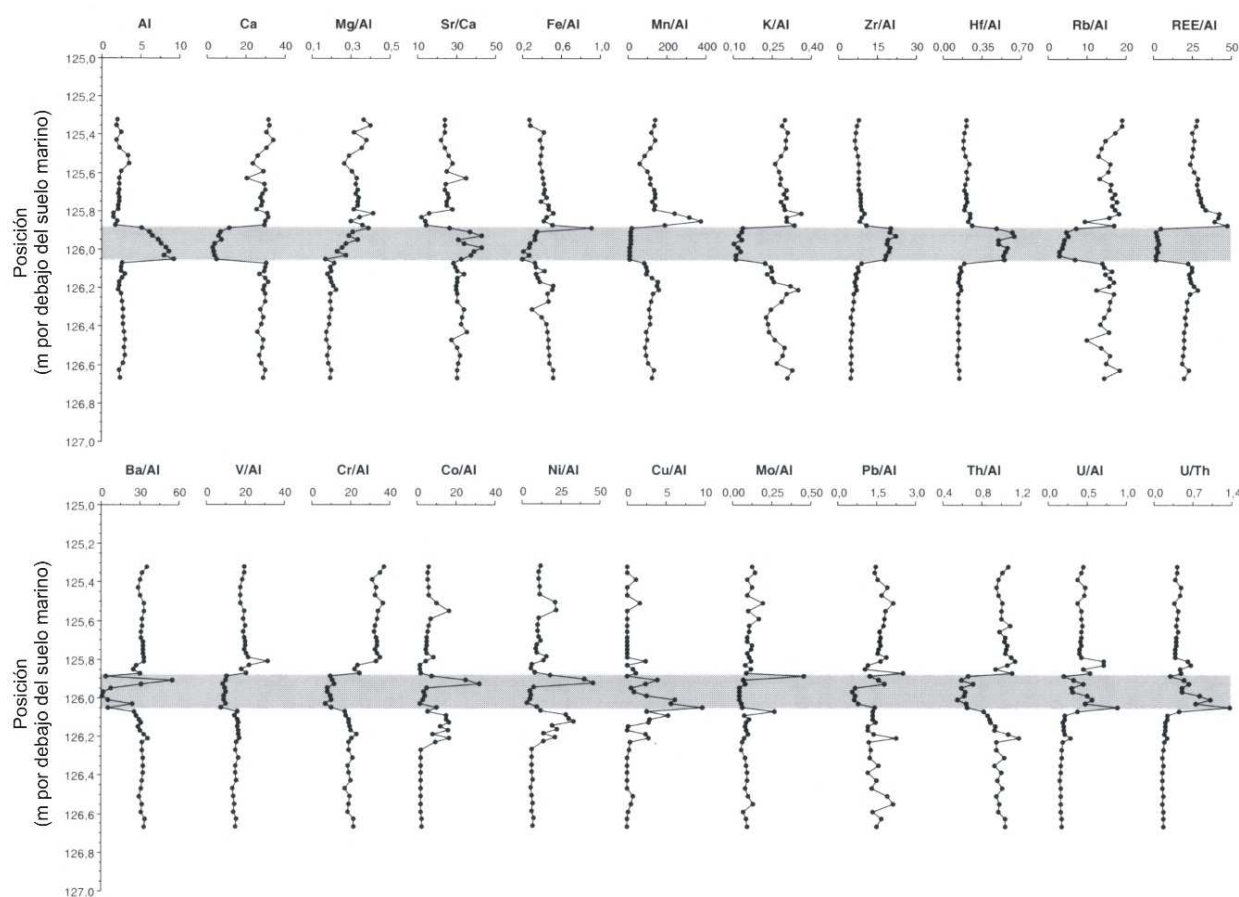 Al Ca Mg/Al Sr/Ca Fe/Al Mn/Al K/Al Zr/Al Hf/Al Rb/Al REE/Al
0 5 10 0 20 40 0,1 0,3 0,5 10 30 50 0,2 0,6 1,0 0 200 400 0,10 0,25 0,40 0 15 30 0,00 0,35 0,70 0 10 20 0 25 50
125,0
125,2
125,4
125,6
125,8
126,0
126,2
126,4
126,6
126,8
127,0
Posición
(m por debajo del suelo marino)
Ba/Al V/Al Cr/Al Co/Al Ni/Al Cu/Al Mo/Al Pb/Al Th/Al U/Al U/Th
0 30 60 0 20 40 0 20 40 0 20 40 0 25 50 0 5 10 0,00 0,25 0,50 0,0 1,5 3,0 0,4 0,8 1,2 0,0 0,5 1,0 0,0 0,7 1,4
125,0
125,2
125,4
125,6
125,8
126,0
126,2
126,4
126,6
126,8
127,0
Posición
(m por debajo del suelo marino)